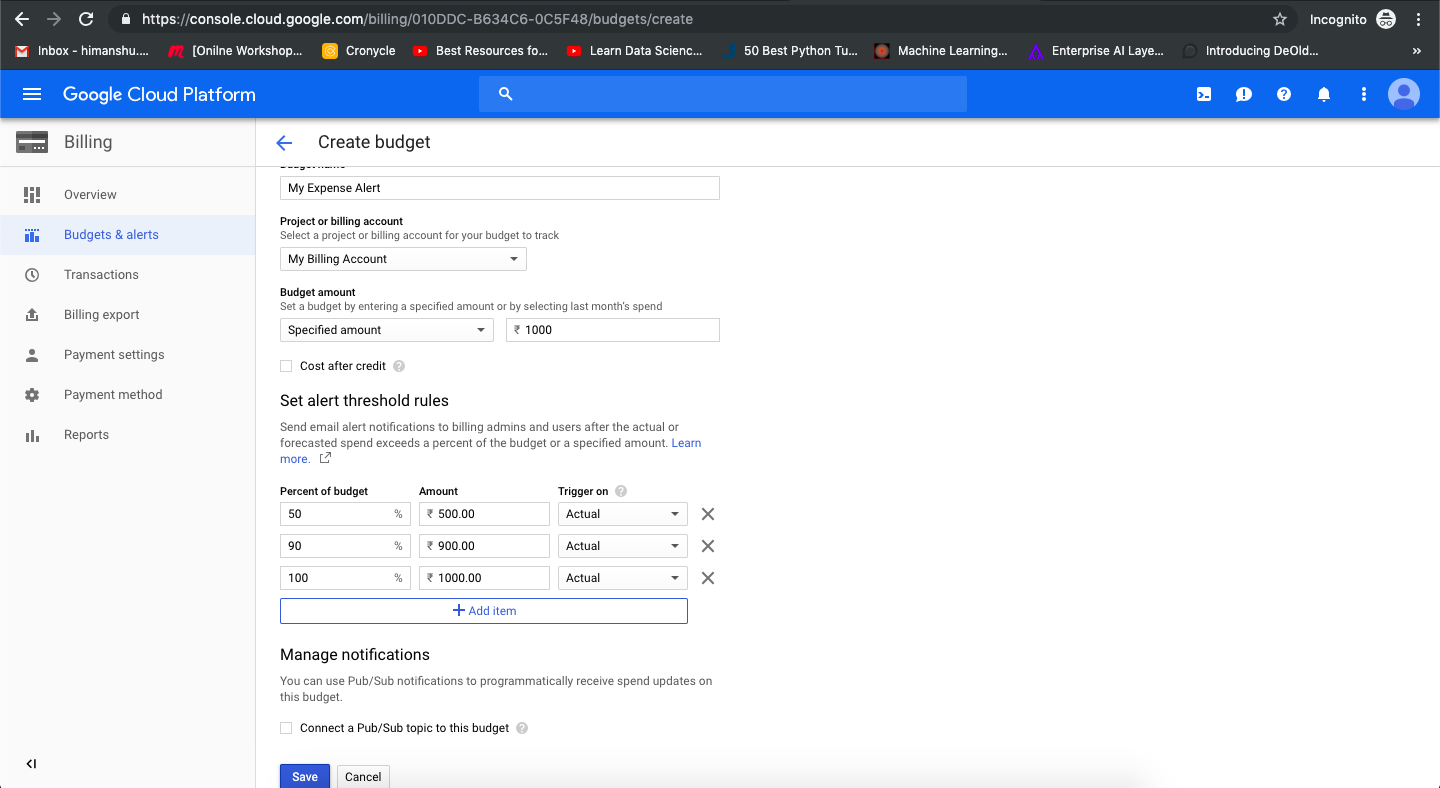 https://console.cloud.google.com/billing/010DDC-B634C6-0C5F48/budgets/create
Incognito
Inbox - himanshu....
[Onilne Workshop...
Cronycle
Best Resources fo...
Learn Data Scienc...
50 Best Python Tu...
Machine Learning...
Enterprise AI Laye...
Introducing DeOld...
»
Google Cloud Platform
Billing
Create budget
Overview
Budgets & alerts
Transactions
Billing export
Payment settings
Payment method
Reports
Budget name
My Expense Alert
Project or billing account
Select a project or billing account for your budget to track
My Billing Account
Budget amount
Set a budget by entering a specified amount or by selecting last month's spend
Specified amount
₹ 1000
Cost after credit
Set alert threshold rules
Send email alert notifications to billing admins and users after the actual or
forecasted spend exceeds a percent of the budget or a specified amount. Learn
more.
Percent of budget Amount Trigger on
50 % ₹ 500.00 Actual
90 % ₹ 900.00 Actual
100 % ₹ 1000.00 Actual
Add item
Manage notifications
You can use Pub/Sub notifications to programmatically receive spend updates on
this budget.
Connect a Pub/Sub topic to this budget
Save Cancel